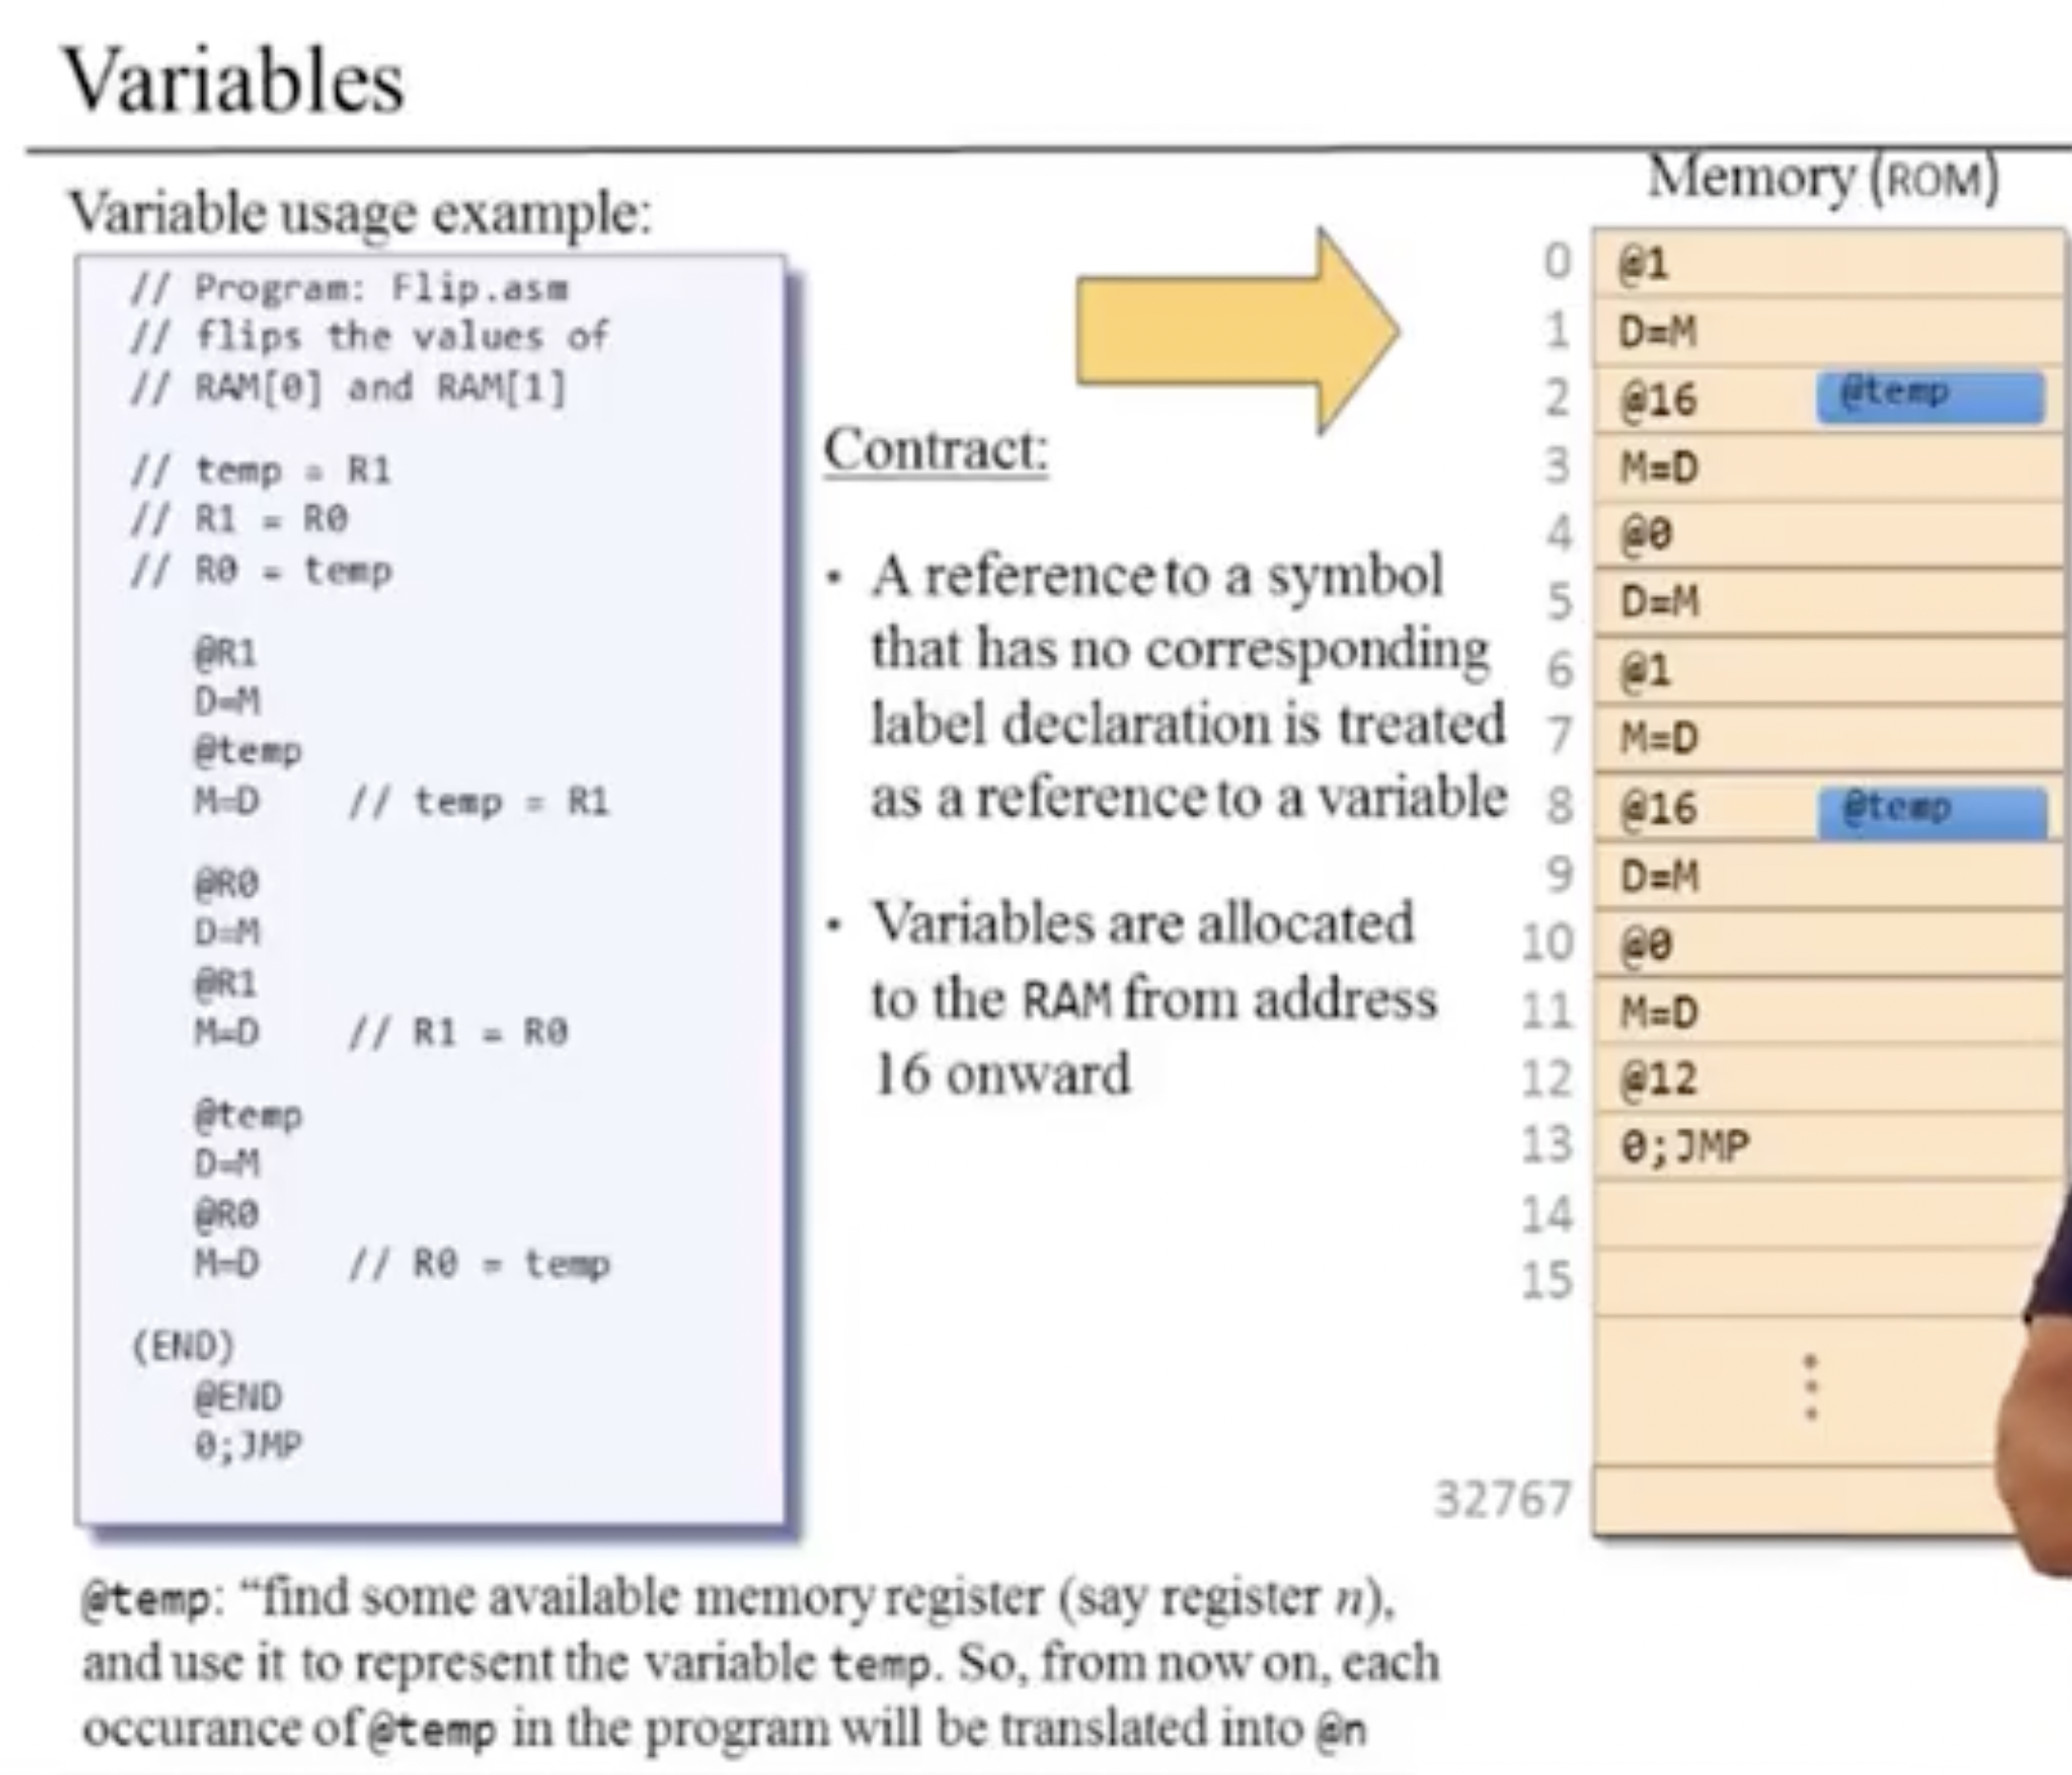 Variables
Variable usage example:
// Program: Flip.asm
// flips the values of
// RAM[0] and RAM[1]
// temp = R1
// R1 = R0
// R0 = temp
@R1
D=M
@temp
M=D // temp = R1
@R0
D=M
@R1
M=D // R1 = R0
@temp
D=M
@R0
M=D // R0 = temp
(END)
@END
0;JMP
@temp: “find some available memory register (say register n),
and use it to represent the variable temp. So, from now on, each
occurance of @temp in the program will be translated into @n
Contract:
• A reference to a symbol
that has no corresponding
label declaration is treated
as a reference to a variable
• Variables are allocated
to the RAM from address
16 onward
Memory (ROM)
0 @1
1 D=M
2 @16 @temp
3 M=D
4 @0
5 D=M
6 @1
7 M=D
8 @16 @temp
9 D=M
10 @0
11 M=D
12 @12
13 0;JMP
14
15
32767